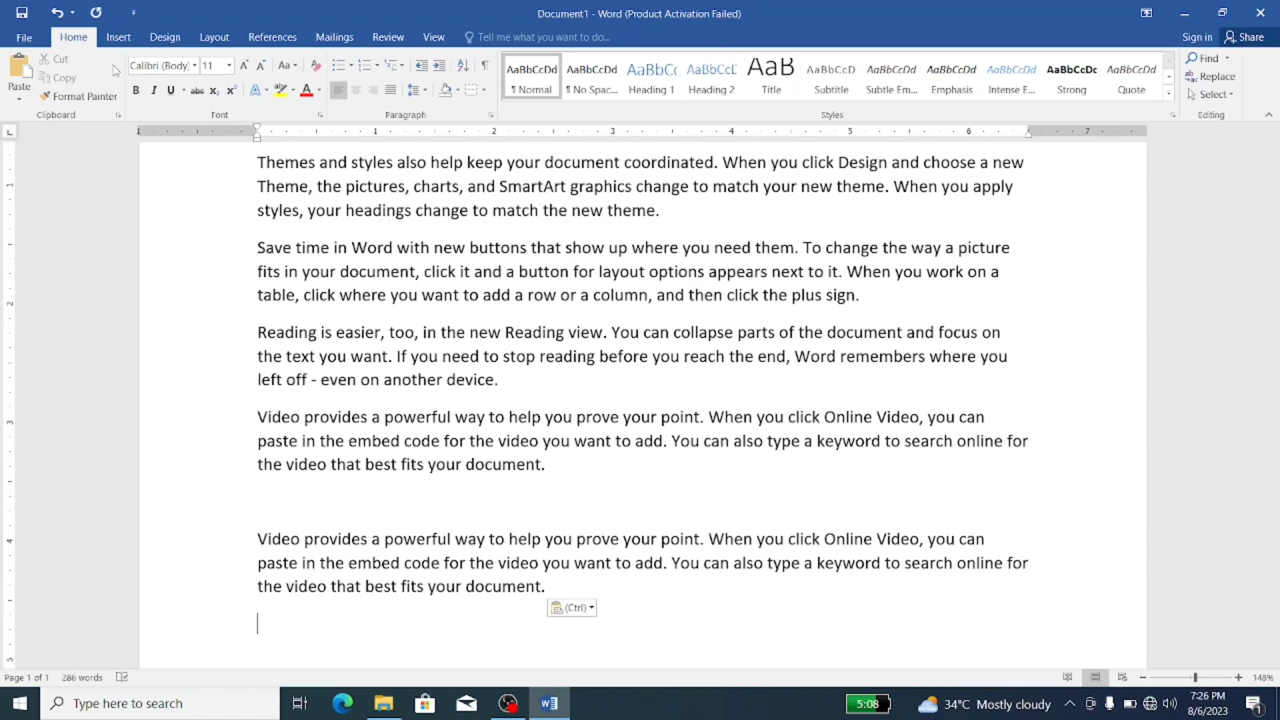 Document1 - Word (Product Activation Failed)
File Home Insert Design Layout References Mailings Review View Tell me what you want to do... Sign in Share
Paste
Cut
Copy
Format Painter
Clipboard
Calibri (Body) 11
Font
Paragraph
AaBbCcDd AaBbCcDd AaBbCc AaBbCcE AaB AaBbCcD AaBbCcDd AaBbCcDd AaBbCcDd AaBbCcDc AaBbCcDd
¶ Normal ¶ No Spac... Heading 1 Heading 2 Title Subtitle Subtle Em... Emphasis Intense E... Strong Quote
Styles
Find
Replace
Select
Editing
1 1 2 3 4 5 6 7
Themes and styles also help keep your document coordinated. When you click Design and choose a new
Theme, the pictures, charts, and SmartArt graphics change to match your new theme. When you apply
styles, your headings change to match the new theme.
Save time in Word with new buttons that show up where you need them. To change the way a picture
fits in your document, click it and a button for layout options appears next to it. When you work on a
table, click where you want to add a row or a column, and then click the plus sign.
Reading is easier, too, in the new Reading view. You can collapse parts of the document and focus on
the text you want. If you need to stop reading before you reach the end, Word remembers where you
left off - even on another device.
Video provides a powerful way to help you prove your point. When you click Online Video, you can
paste in the embed code for the video you want to add. You can also type a keyword to search online for
the video that best fits your document.
Video provides a powerful way to help you prove your point. When you click Online Video, you can
paste in the embed code for the video you want to add. You can also type a keyword to search online for
the video that best fits your document.
(Ctrl)
Page 1 of 1 286 words 148%
Type here to search
5:08
34°C Mostly cloudy
7:26 PM
8/6/2023